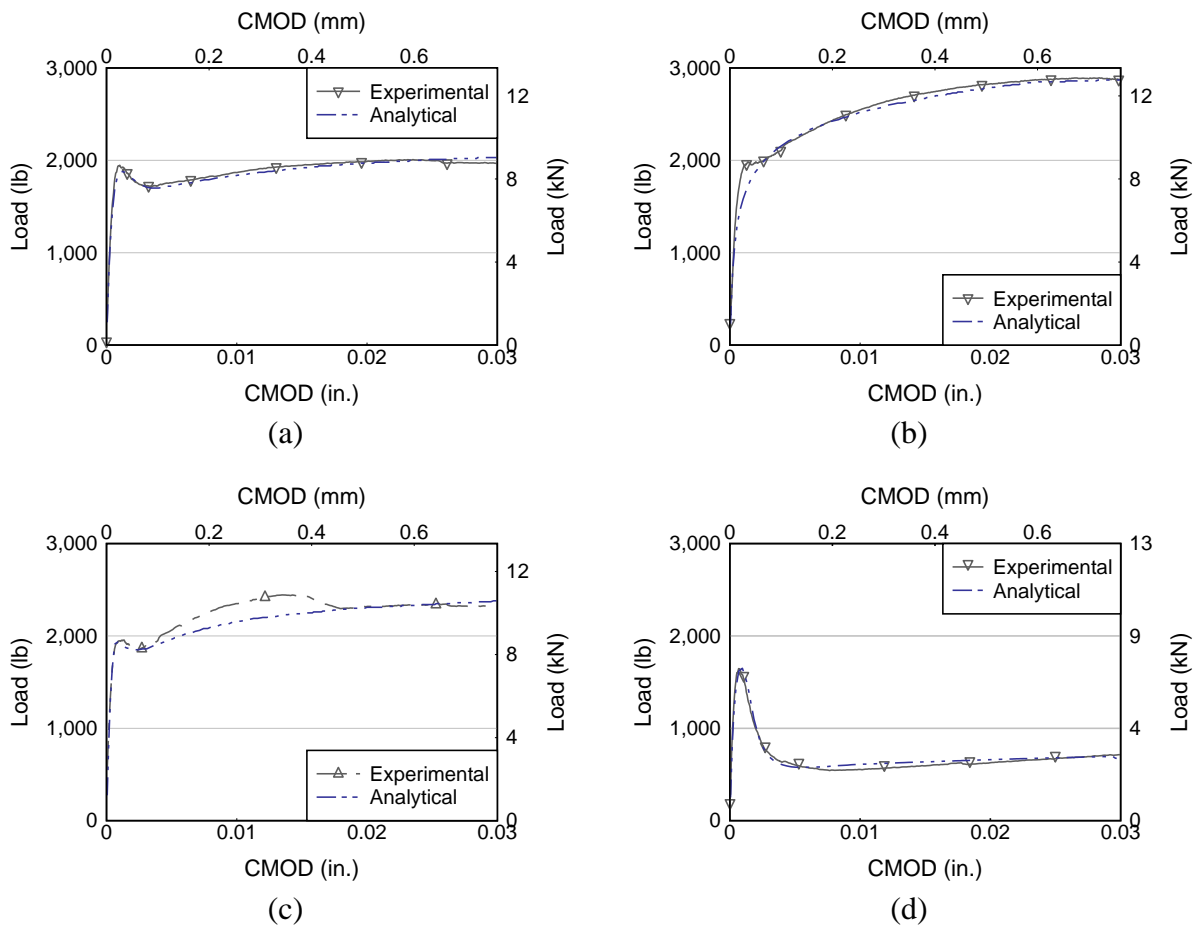 CMOD (mm)
0 0.2 0.4 0.6
3,000
2,000
1,000
0
Load (lb)
Experimental
Analytical
12
8
4
0
Load (kN)
0 0.01 0.02 0.03
CMOD (in.)
(a)
CMOD (mm)
0 0.2 0.4 0.6
3,000
2,000
1,000
0
Load (lb)
Experimental
Analytical
12
8
4
0
Load (kN)
0 0.01 0.02 0.03
CMOD (in.)
(b)
CMOD (mm)
0 0.2 0.4 0.6
3,000
2,000
1,000
0
Load (lb)
Experimental
Analytical
12
8
4
0
Load (kN)
0 0.01 0.02 0.03
CMOD (in.)
(c)
CMOD (mm)
0 0.2 0.4 0.6
3,000
2,000
1,000
0
Load (lb)
Experimental
Analytical
13
9
4
0
Load (kN)
0 0.01 0.02 0.03
CMOD (in.)
(d)